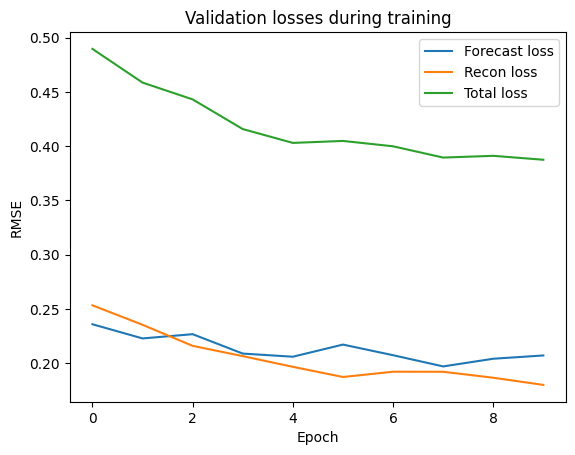 Validation losses during training
0.50
0.45
0.40
0.35
0.30
0.25
0.20
RMSE
Forecast loss
Recon loss
Total loss
0 2 4 6 8
Epoch